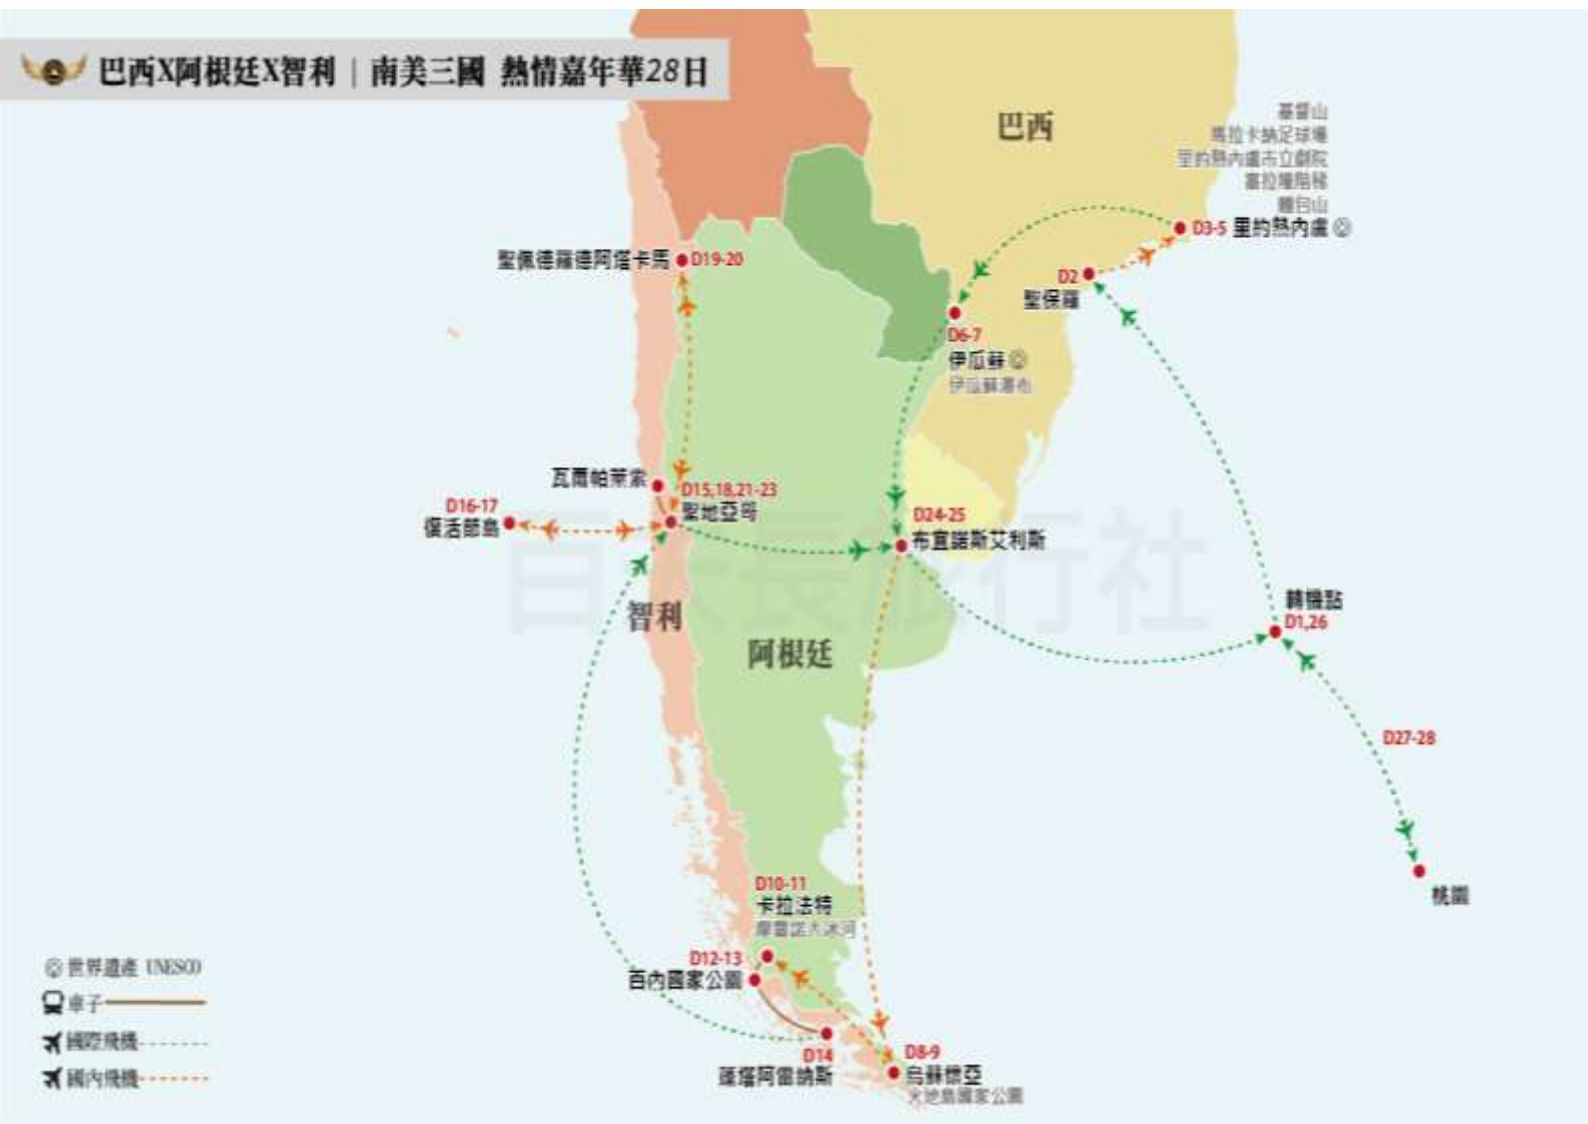 巴西X阿根廷X智利｜南美三國 熱情嘉年華28日
巴西
基督山
馬拉卡納足球場
里約熱內盧市立劇院
塞拉隆階梯
麵包山
D3-5 里約熱內盧
D2
聖保羅
聖佩德羅德阿塔卡馬 D19-20
D6-7
伊瓜蘇
伊瓜蘇瀑布
瓦爾帕萊索
D15,18,21-23
聖地亞哥
D16-17
復活節島
D24-25
布宜諾斯艾利斯
百夫長旅行社
智利
阿根廷
轉機點
D1,26
D27-28
桃園
D10-11
卡拉法特
摩雷諾大冰河
D12-13
百內國家公園
D14
蓬塔阿雷納斯
D8-9
烏蘇懷亞
火地島國家公園
世界遺產 UNESCO
車子
國際飛機
國內飛機